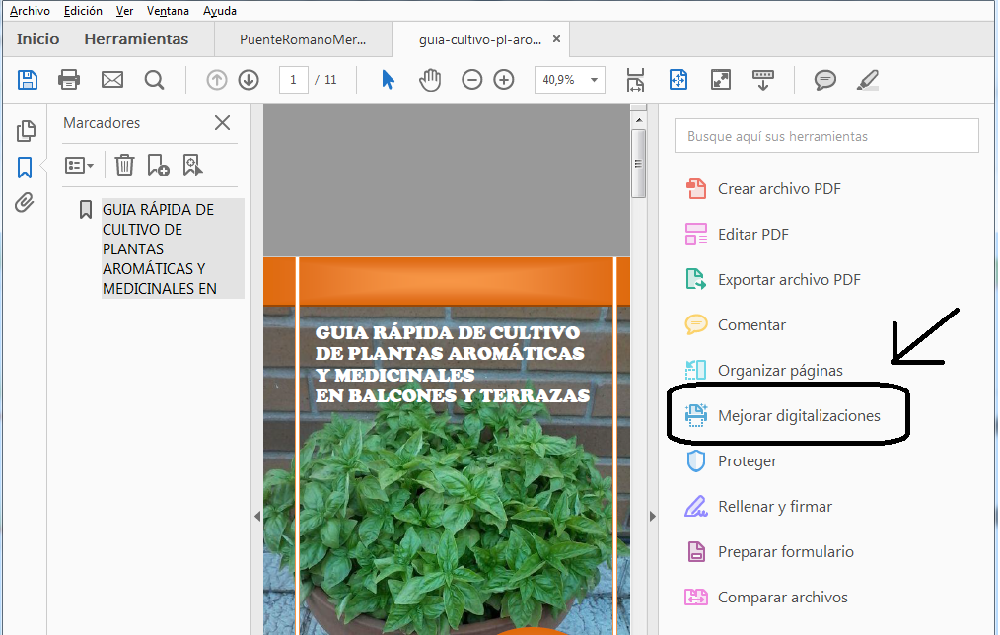 Archivo Edición Ver Ventana Ayuda
Inicio Herramientas PuenteRomanoMer... guia-cultivo-pl-aro... ×
1 / 11 40,9%
Marcadores
GUIA RÁPIDA DE
CULTIVO DE
PLANTAS
AROMÁTICAS Y
MEDICINALES EN
GUIA RÁPIDA DE CULTIVO
DE PLANTAS AROMÁTICAS
Y MEDICINALES
EN BALCONES Y TERRAZAS
Busque aquí sus herramientas
Crear archivo PDF
Editar PDF
Exportar archivo PDF
Comentar
Organizar páginas
Mejorar digitalizaciones
Proteger
Rellenar y firmar
Preparar formulario
Comparar archivos